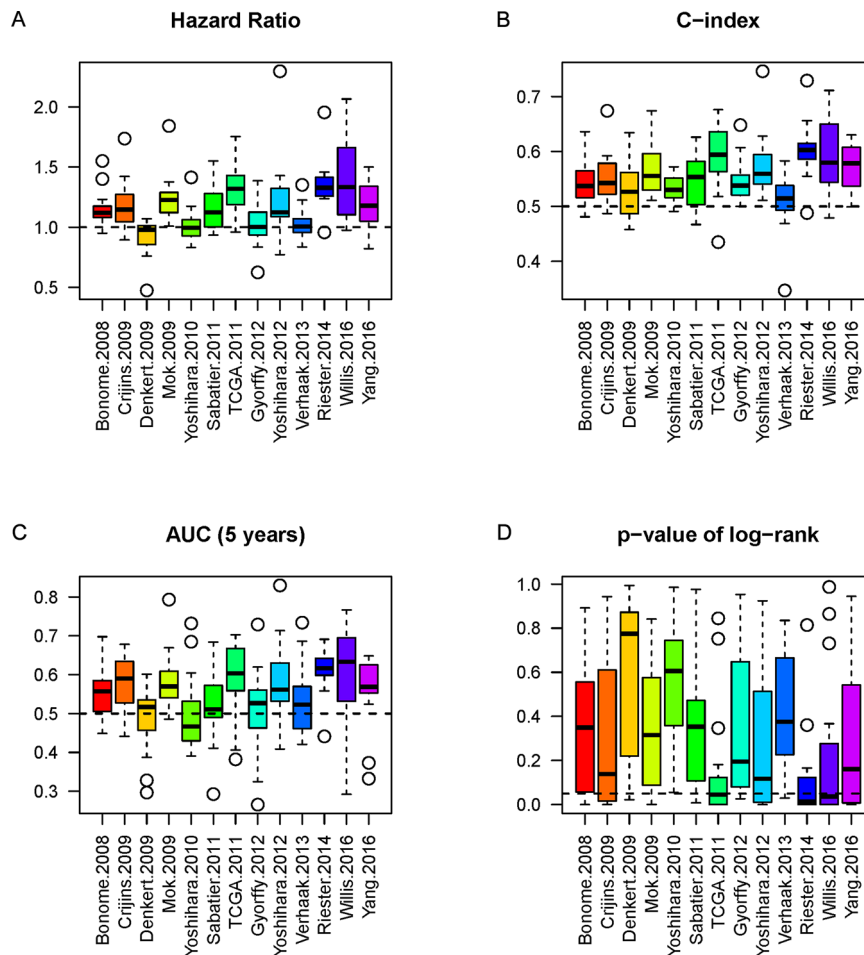 A
Hazard Ratio
2.0
1.5
1.0
0.5
Bonome.2008
Crijins.2009
Denkert.2009
Mok.2009
Yoshihara.2010
Sabatier.2011
TCGA.2011
Gyorffy.2012
Yoshihara.2012
Verhaak.2013
Riester.2014
Willis.2016
Yang.2016
B
C−index
0.7
0.6
0.5
0.4
Bonome.2008
Crijins.2009
Denkert.2009
Mok.2009
Yoshihara.2010
Sabatier.2011
TCGA.2011
Gyorffy.2012
Yoshihara.2012
Verhaak.2013
Riester.2014
Willis.2016
Yang.2016
C
AUC (5 years)
0.8
0.7
0.6
0.5
0.4
0.3
Bonome.2008
Crijins.2009
Denkert.2009
Mok.2009
Yoshihara.2010
Sabatier.2011
TCGA.2011
Gyorffy.2012
Yoshihara.2012
Verhaak.2013
Riester.2014
Willis.2016
Yang.2016
D
p−value of log−rank
1.0
0.8
0.6
0.4
0.2
0.0
Bonome.2008
Crijins.2009
Denkert.2009
Mok.2009
Yoshihara.2010
Sabatier.2011
TCGA.2011
Gyorffy.2012
Yoshihara.2012
Verhaak.2013
Riester.2014
Willis.2016
Yang.2016